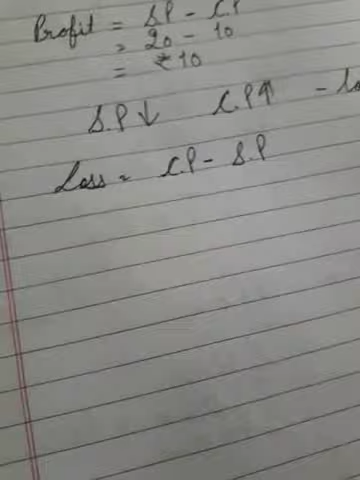 Profit = S.P - C.P
= 20 - 10
= ₹10
S.P↓ C.P↑ -
Loss = C.P - S.P